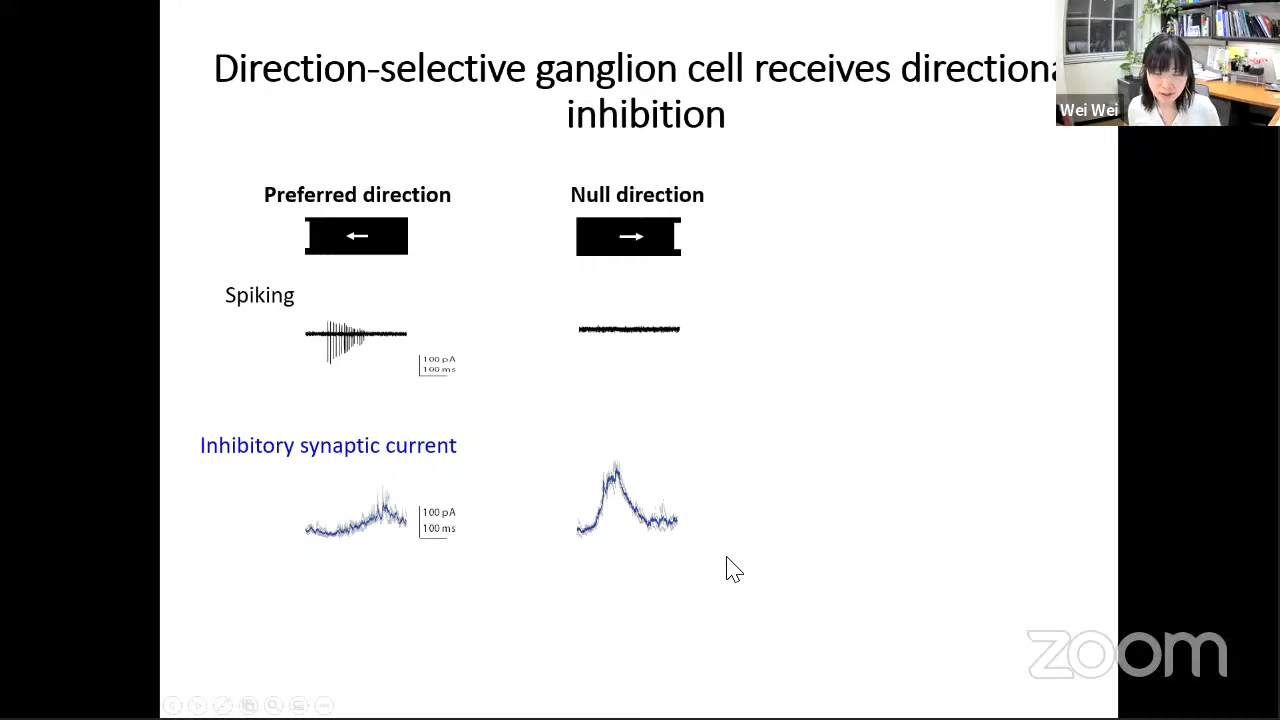 Direction-selective ganglion cell receives directiona
inhibition
Wei Wei
Preferred direction
Null direction
Spiking
100 pA
100 ms
Inhibitory synaptic current
100 pA
100 ms
zoom